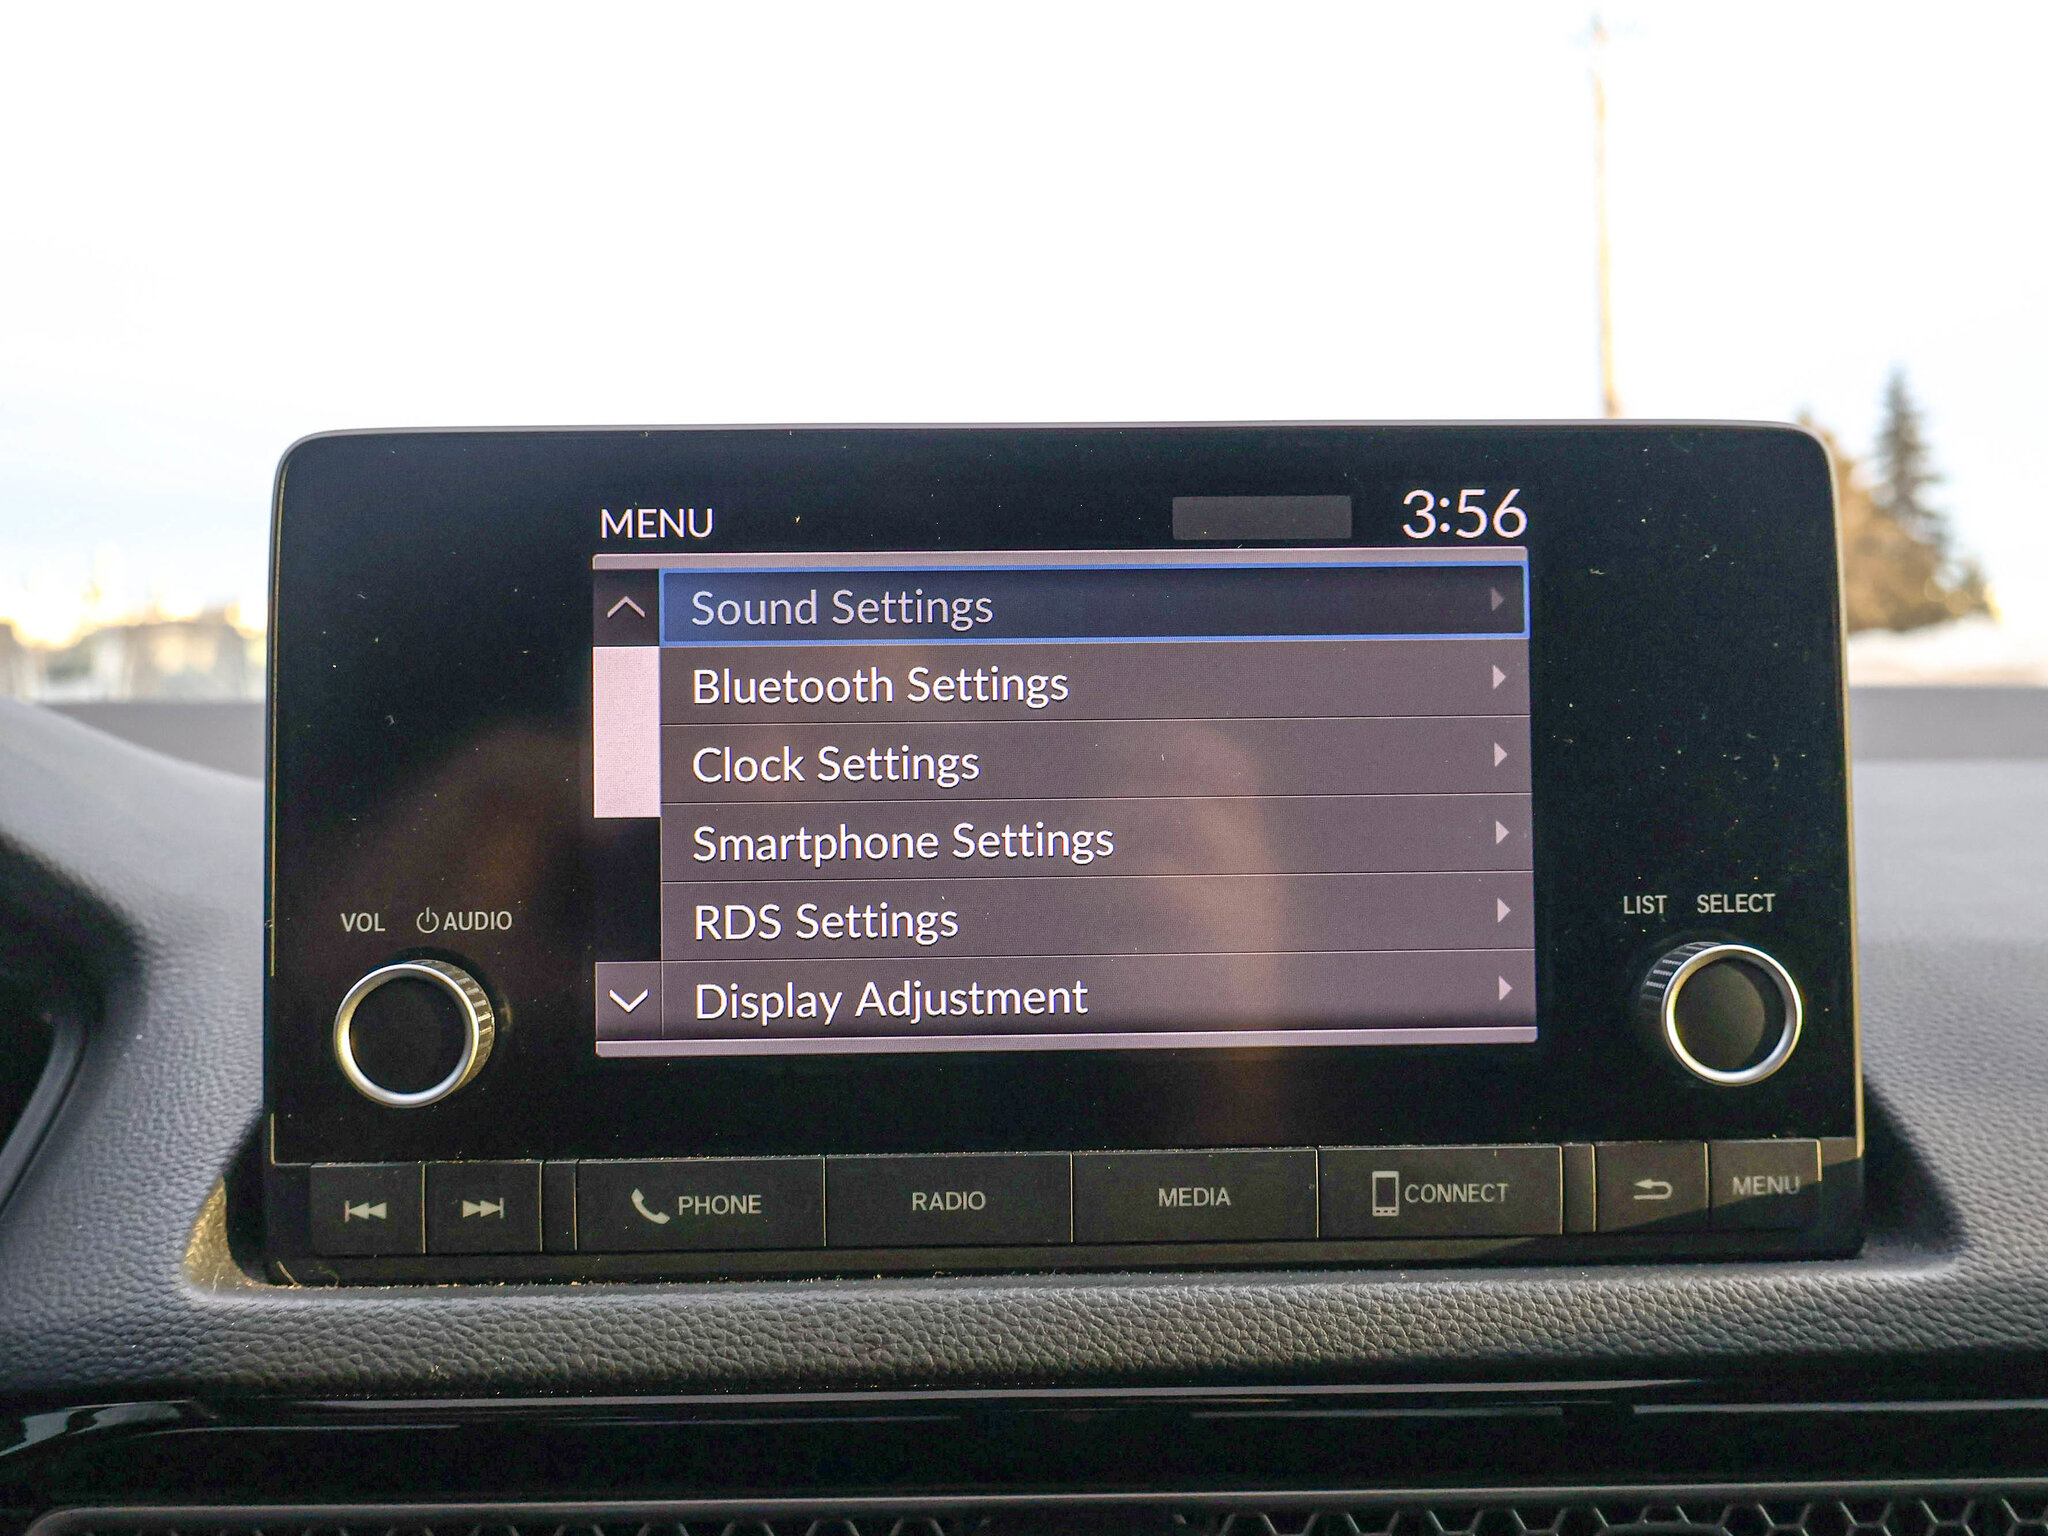 MENU
3:56
Sound Settings
Bluetooth Settings
Clock Settings
Smartphone Settings
RDS Settings
Display Adjustment
VOL AUDIO
LIST SELECT
PHONE
RADIO
MEDIA
CONNECT
MENU